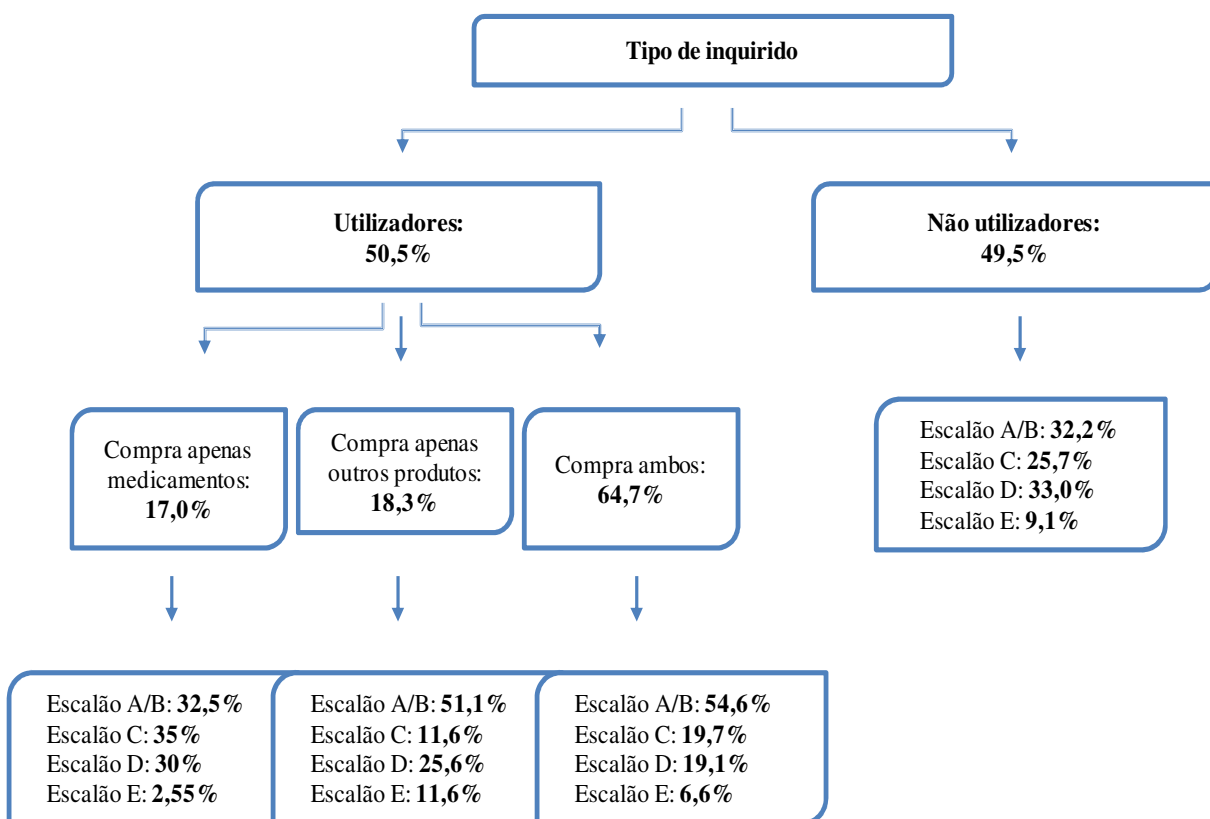 Tipo de inquirido
Utilizadores:
50,5%
Não utilizadores:
49,5%
Compra apenas
medicamentos:
17,0%
Compra apenas
outros produtos:
18,3%
Compra ambos:
64,7%
Escalão A/B: 32,2%
Escalão C: 25,7%
Escalão D: 33,0%
Escalão E: 9,1%
Escalão A/B: 32,5%
Escalão C: 35%
Escalão D: 30%
Escalão E: 2,55%
Escalão A/B: 51,1%
Escalão C: 11,6%
Escalão D: 25,6%
Escalão E: 11,6%
Escalão A/B: 54,6%
Escalão C: 19,7%
Escalão D: 19,1%
Escalão E: 6,6%